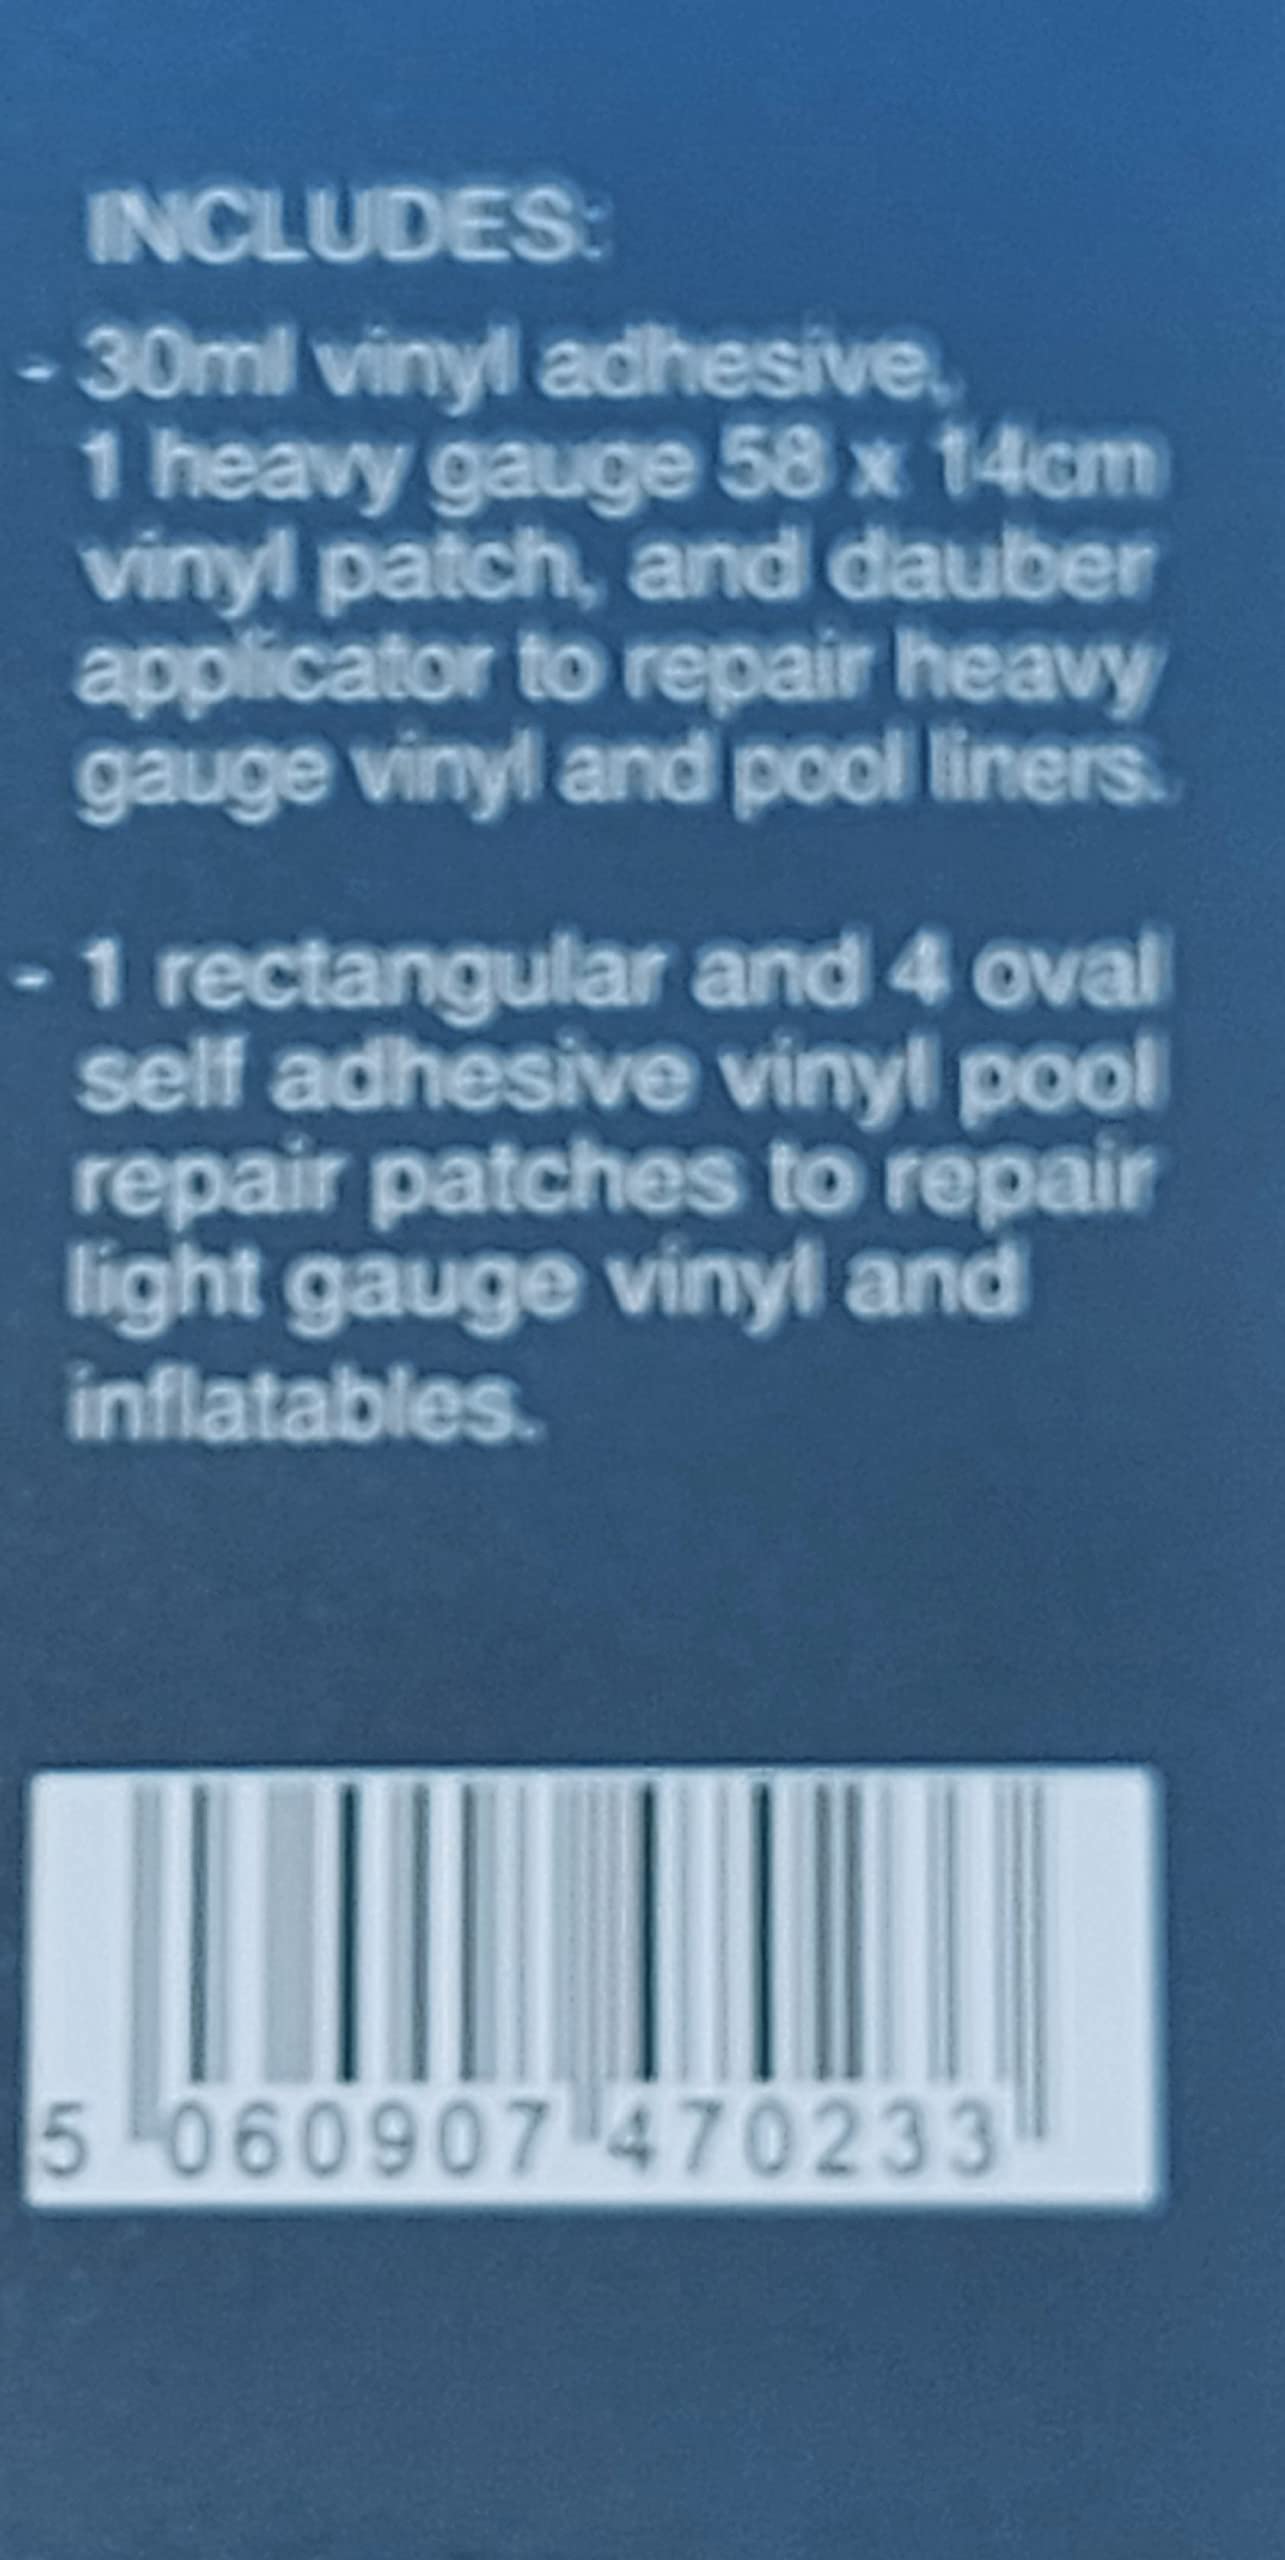 INCLUDES:
- 30ml vinyl adhesive,
1 heavy gauge 58 x 14cm
vinyl patch, and dauber
applicator to repair heavy
gauge vinyl and pool liners.
- 1 rectangular and 4 oval
self adhesive vinyl pool
repair patches to repair
light gauge vinyl and
inflatables.
5 060907 470233